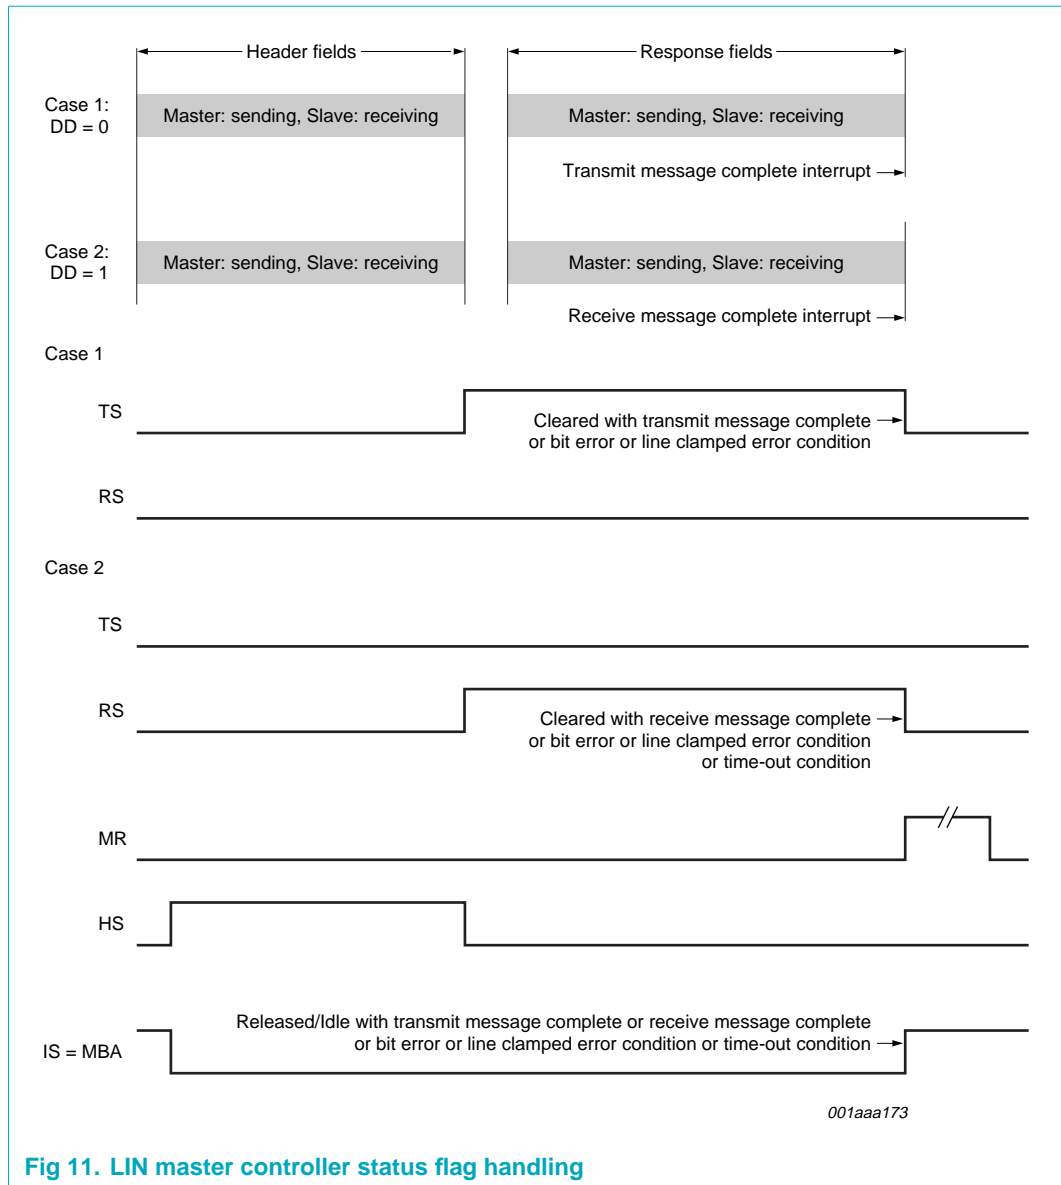 Header fields
Response fields
Case 1:
DD = 0
Master: sending, Slave: receiving
Master: sending, Slave: receiving
Transmit message complete interrupt
Case 2:
DD = 1
Master: sending, Slave: receiving
Master: sending, Slave: receiving
Receive message complete interrupt
Case 1
TS
Cleared with transmit message complete
or bit error or line clamped error condition
RS
Case 2
TS
RS
Cleared with receive message complete
or bit error or line clamped error condition
or time-out condition
MR
HS
IS = MBA
Released/Idle with transmit message complete or receive message complete
or bit error or line clamped error condition or time-out condition
001aaa173
Fig 11. LIN master controller status flag handling